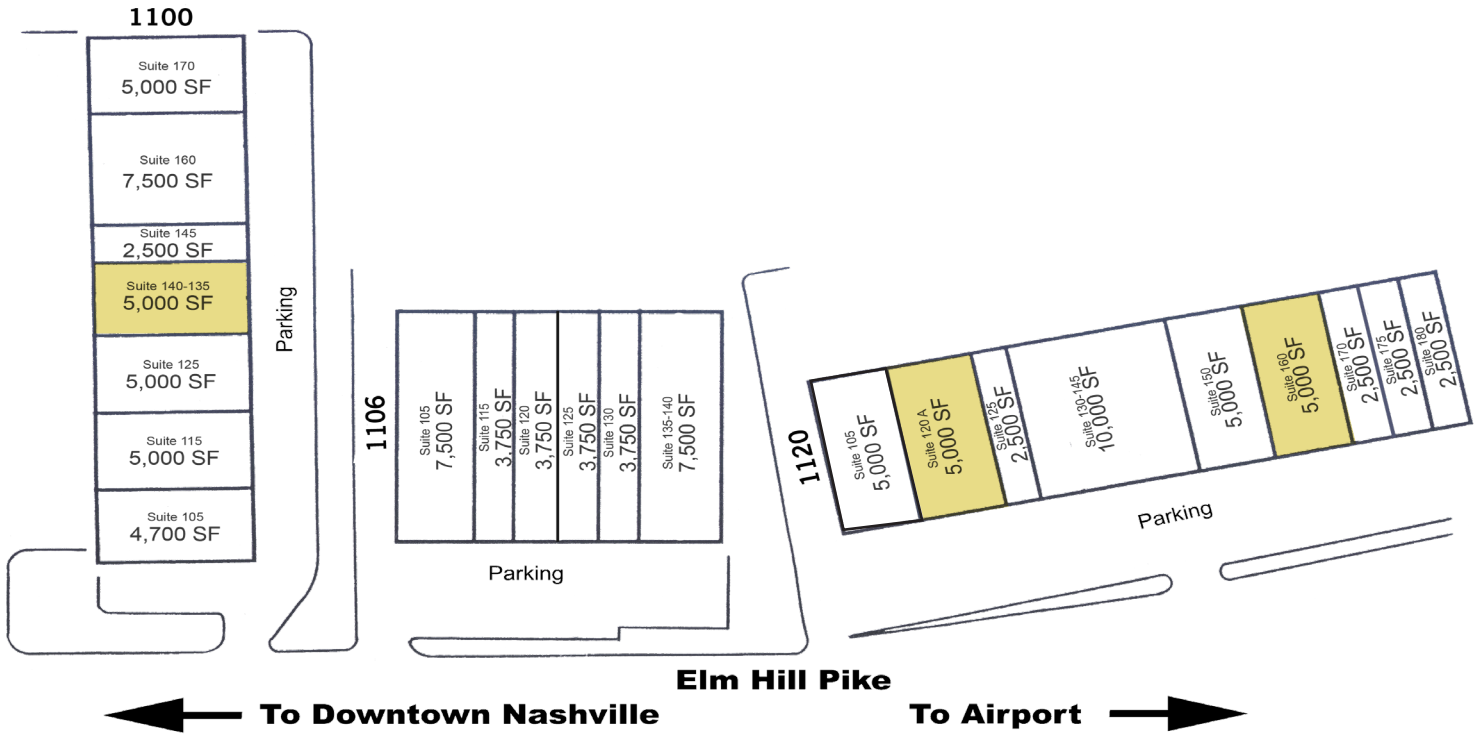 1100
Suite 170
5,000 SF
Suite 160
7,500 SF
Suite 145
2,500 SF
Suite 140-135
5,000 SF
Suite 125
5,000 SF
Suite 115
5,000 SF
Suite 105
4,700 SF
Parking
1106
Suite 105
7,500 SF
Suite 115
3,750 SF
Suite 120
3,750 SF
Suite 125
3,750 SF
Suite 130
3,750 SF
Suite 135-140
7,500 SF
Parking
1120
Suite 105
5,000 SF
Suite 120 A
5,000 SF
Suite 125
2,500 SF
Suite 130-145
10,000 SF
Suite 150
5,000 SF
Suite 160
5,000 SF
Suite 170
2,500 SF
Suite 175
2,500 SF
Suite 180
2,500 SF
Parking
Elm Hill Pike
To Downtown Nashville
To Airport